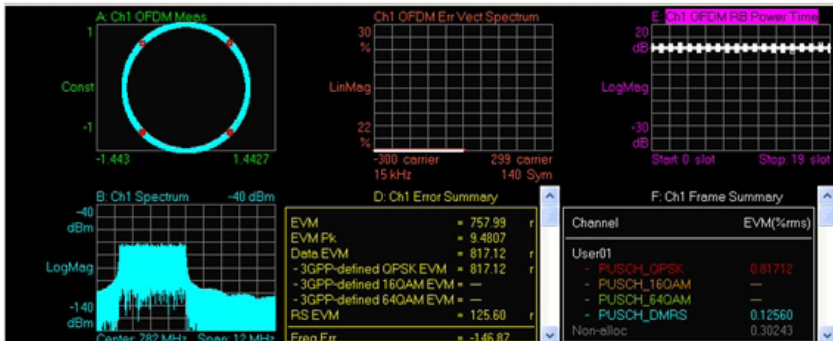 A: Ch1 OFDM Meas
1
Const
-1
-1.443 1.4427
Ch1 OFDM Err Vect Spectrum
30
%
LinMag
22
%
-300 carrier 299 carrier
15 kHz 140 Sym
E: Ch1 OFDM RB Power Time
20
dB
LogMag
-30
dB
Start: 0 slot Stop: 19 slot
B: Ch1 Spectrum -40 dBm
-40
dBm
LogMag
-140
dBm
Center: 782 MHz Span: 12 MHz
D: Ch1 Error Summary
EVM = 757.99 r
EVM Pk = 9.4807
Data EVM = 817.12 r
- 3GPP-defined QPSK EVM = 817.12 r
- 3GPP-defined 16QAM EVM = —
- 3GPP-defined 64QAM EVM = —
RS EVM = 125.60 r
Freq Err = -146.87
F: Ch1 Frame Summary
Channel EVM(%rms)
User01
- PUSCH_QPSK 0.81712
- PUSCH_16QAM —
- PUSCH_64QAM —
- PUSCH_DMRS 0.12560
Non-alloc 0.30243